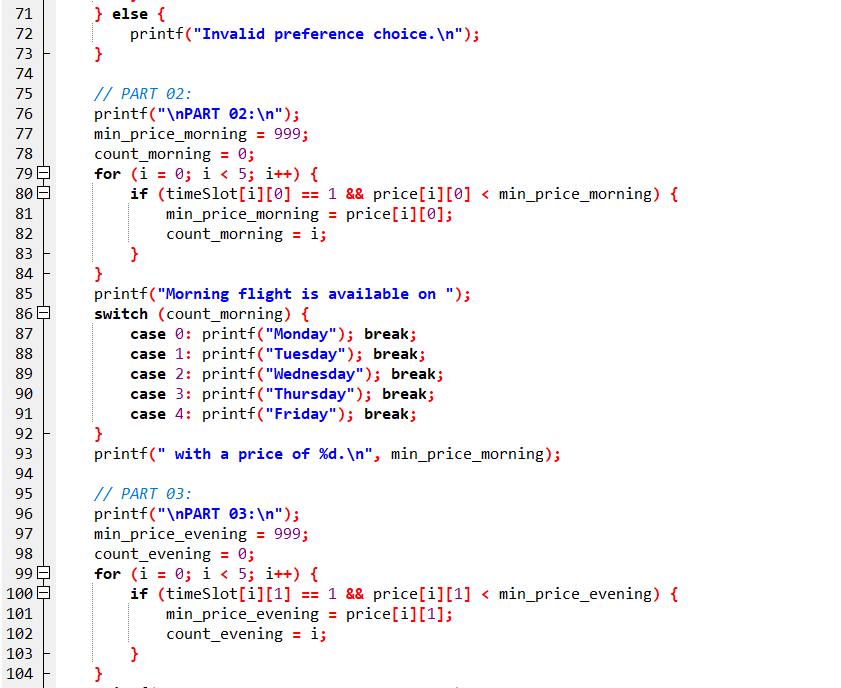 71 } else {
72 printf("Invalid preference choice.\n");
73 }
74
75 // PART 02:
76 printf("\nPART 02:\n");
77 min_price_morning = 999;
78 count_morning = 0;
79 for (i = 0; i < 5; i++) {
80 if (timeSlot[i][0] == 1 && price[i][0] < min_price_morning) {
81 min_price_morning = price[i][0];
82 count_morning = i;
83 }
84 }
85 printf("Morning flight is available on ");
86 switch (count_morning) {
87 case 0: printf("Monday"); break;
88 case 1: printf("Tuesday"); break;
89 case 2: printf("Wednesday"); break;
90 case 3: printf("Thursday"); break;
91 case 4: printf("Friday"); break;
92 }
93 printf(" with a price of %d.\n", min_price_morning);
94
95 // PART 03:
96 printf("\nPART 03:\n");
97 min_price_evening = 999;
98 count_evening = 0;
99 for (i = 0; i < 5; i++) {
100 if (timeSlot[i][1] == 1 && price[i][1] < min_price_evening) {
101 min_price_evening = price[i][1];
102 count_evening = i;
103 }
104 }